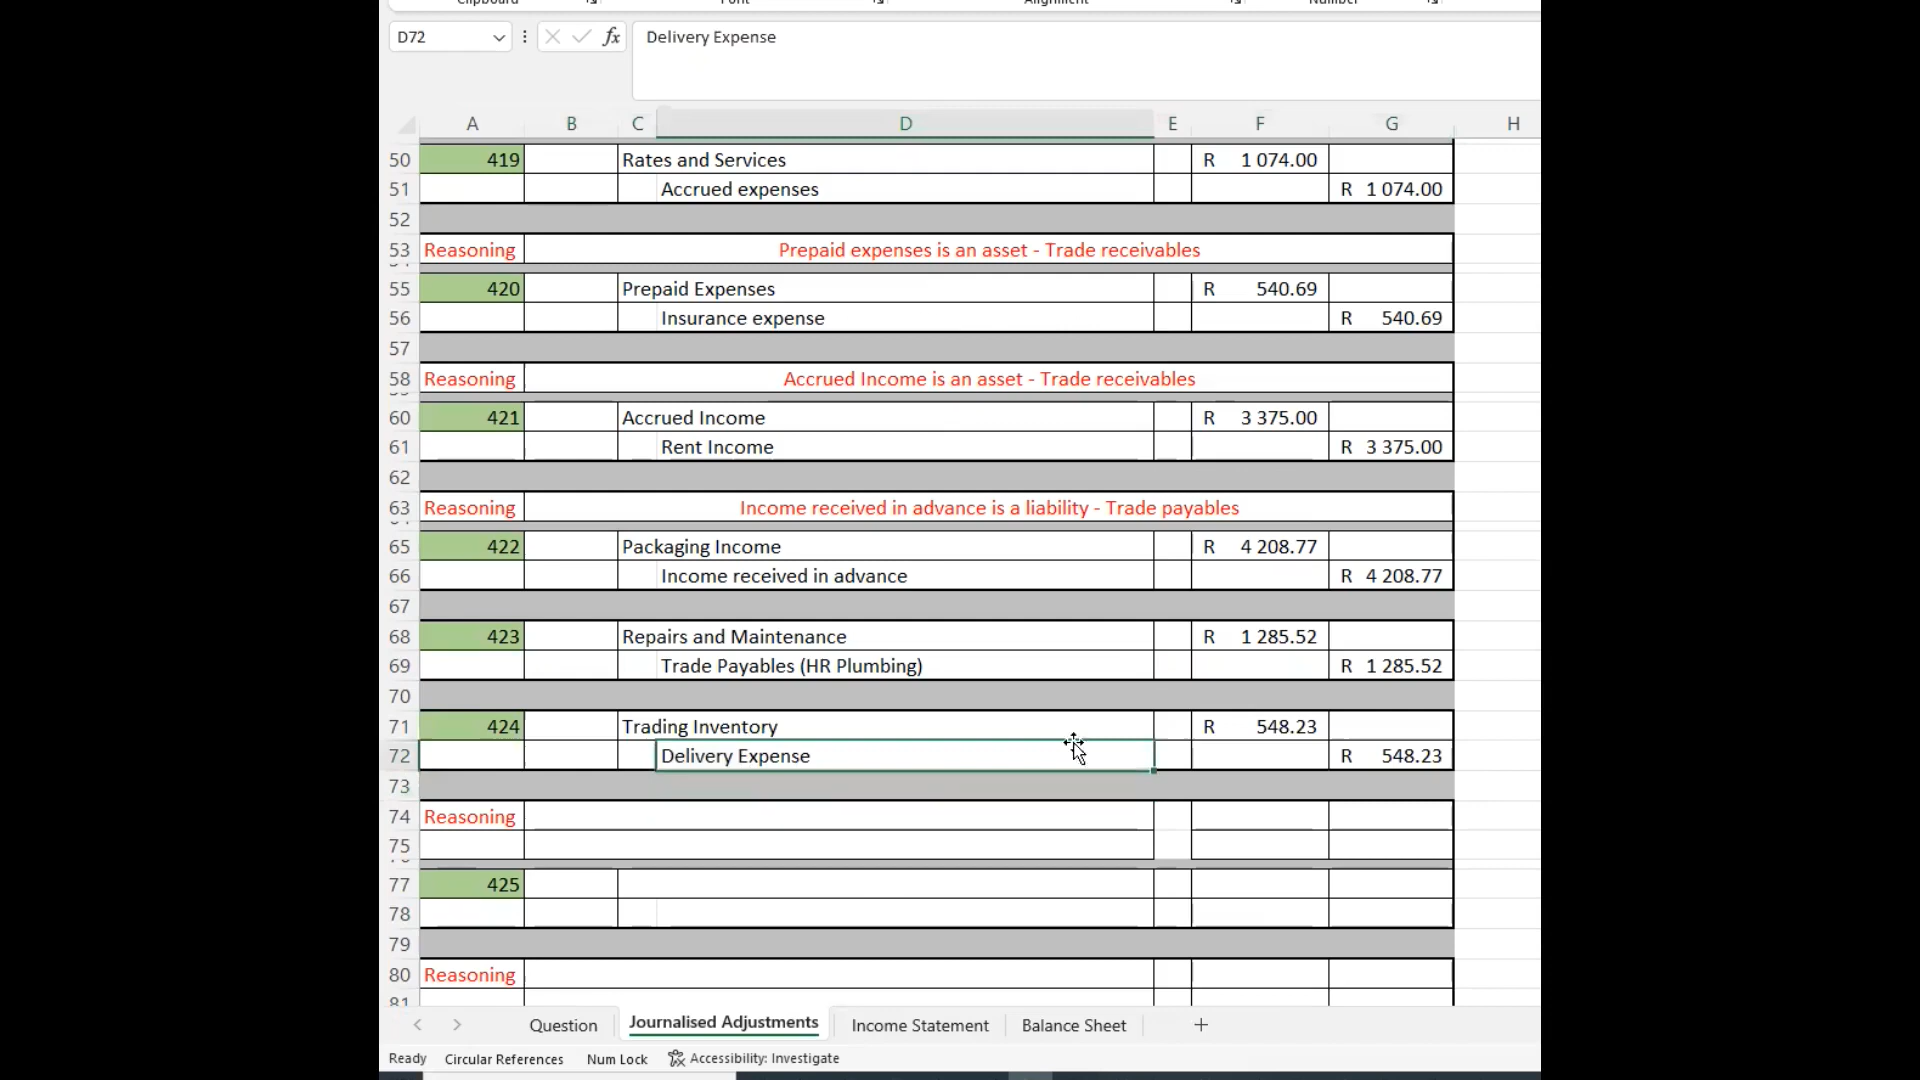 Clipboard Font Alignment Number
D72 fx Delivery Expense
A B C D E F G H
50 419 Rates and Services R 1 074.00
51 Accrued expenses R 1 074.00
52
53 Reasoning Prepaid expenses is an asset - Trade receivables
55 420 Prepaid Expenses R 540.69
56 Insurance expense R 540.69
57
58 Reasoning Accrued Income is an asset - Trade receivables
60 421 Accrued Income R 3 375.00
61 Rent Income R 3 375.00
62
63 Reasoning Income received in advance is a liability - Trade payables
65 422 Packaging Income R 4 208.77
66 Income received in advance R 4 208.77
67
68 423 Repairs and Maintenance R 1 285.52
69 Trade Payables (HR Plumbing) R 1 285.52
70
71 424 Trading Inventory R 548.23
72 Delivery Expense R 548.23
73
74 Reasoning
75
77 425
78
79
80 Reasoning
81
Question Journalised Adjustments Income Statement Balance Sheet
Ready Circular References Num Lock Accessibility: Investigate